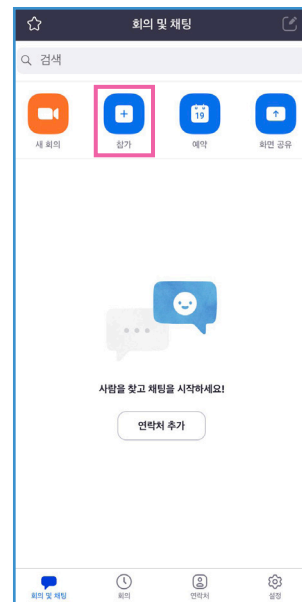 회의 및 채팅
검색
새 회의
참가
19
예약
화면 공유
사람을 찾고 채팅을 시작하세요!
연락처 추가
회의 및 채팅
회의
연락처
설정